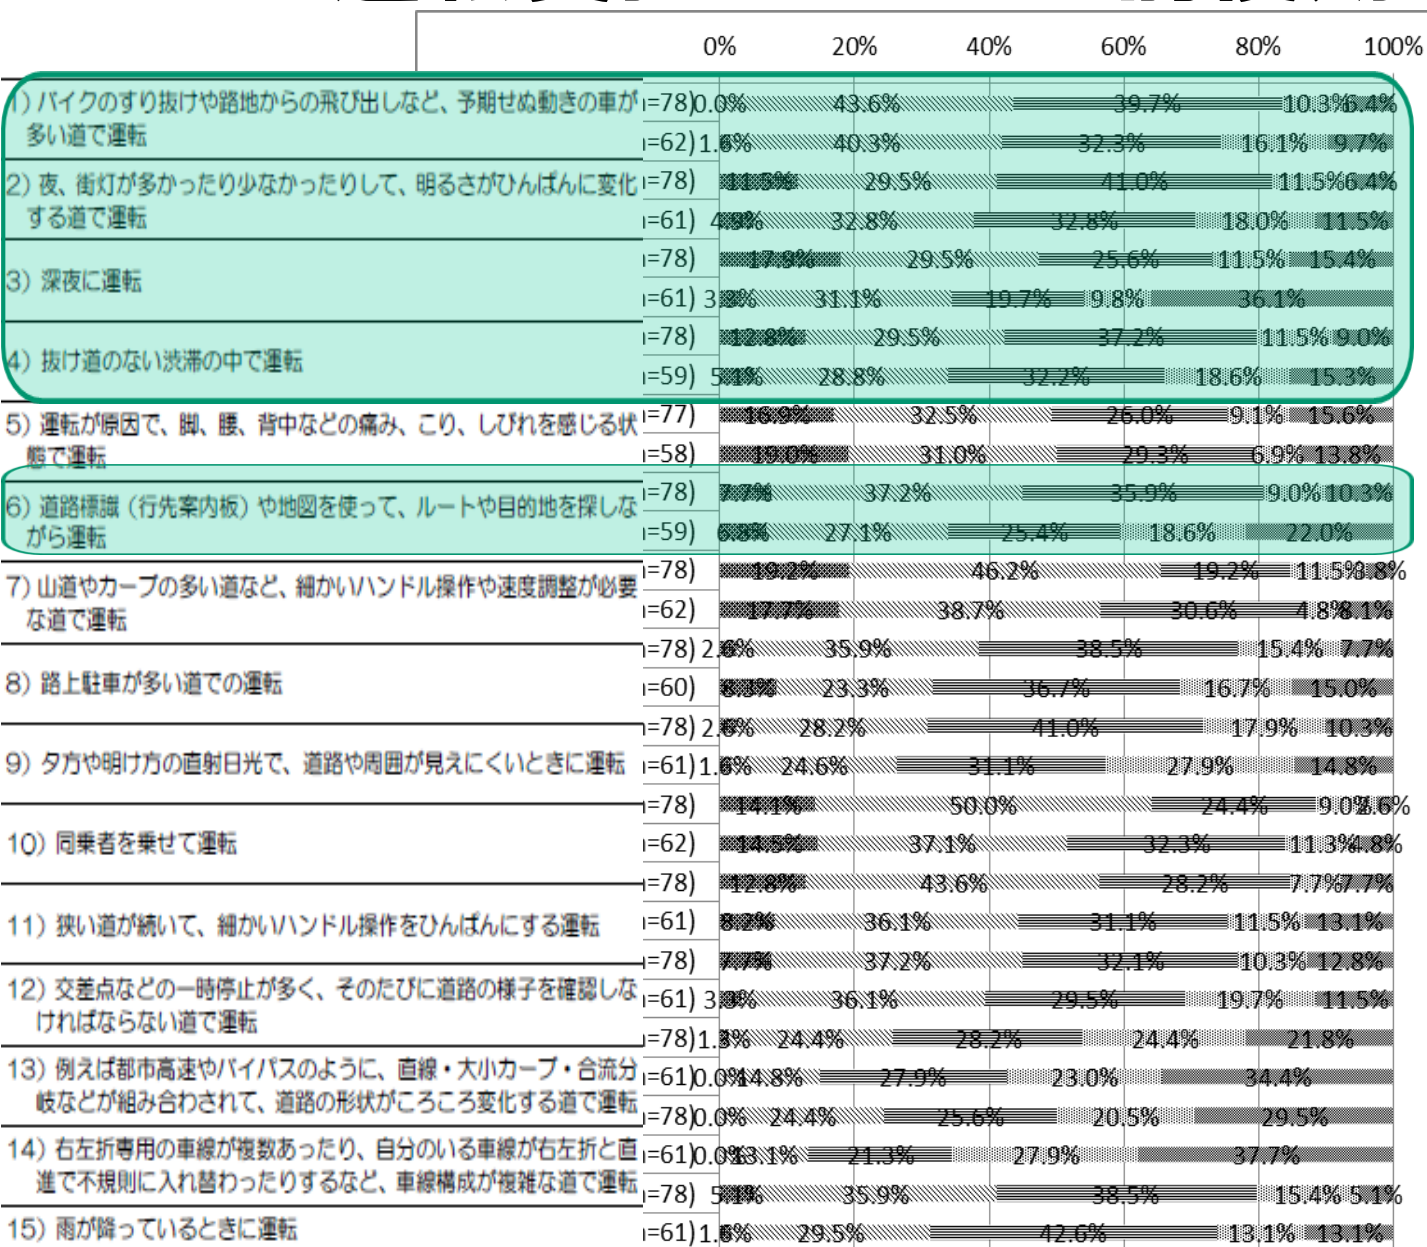 0% 20% 40% 60% 80% 100%
1) バイクのすり抜けや路地からの飛び出しなど、予期せぬ動きの車が
多い道で運転
n=78) 0.0% 43.6% 39.7% 10.3% 6.4%
n=62) 1.6% 40.3% 32.3% 16.1% 9.7%
2) 夜、街灯が多かったり少なかったりして、明るさがひんぱんに変化
する道で運転
n=78) 11.5% 29.5% 41.0% 11.5% 6.4%
n=61) 4.9% 32.8% 32.8% 18.0% 11.5%
3) 深夜に運転
n=78) 17.9% 29.5% 25.6% 11.5% 15.4%
n=61) 3.3% 31.1% 19.7% 9.8% 36.1%
4) 抜け道のない渋滞の中で運転
n=78) 12.8% 29.5% 37.2% 11.5% 9.0%
n=59) 5.1% 28.8% 32.2% 18.6% 15.3%
5) 運転が原因で、脚、腰、背中などの痛み、こり、しびれを感じる状
態で運転
n=77) 16.9% 32.5% 26.0% 9.1% 15.6%
n=58) 19.0% 31.0% 29.3% 6.9% 13.8%
6) 道路標識(行先案内板)や地図を使って、ルートや目的地を探しな
がら運転
n=78) 7.7% 37.2% 35.9% 9.0% 10.3%
n=59) 6.8% 27.1% 25.4% 18.6% 22.0%
7) 山道やカーブの多い道など、細かいハンドル操作や速度調整が必要
な道で運転
n=78) 19.2% 46.2% 19.2% 11.5% 3.8%
n=62) 17.7% 38.7% 30.6% 4.8% 8.1%
8) 路上駐車が多い道での運転
n=78) 2.6% 35.9% 38.5% 15.4% 7.7%
n=60) 8.3% 23.3% 36.7% 16.7% 15.0%
9) 夕方や明け方の直射日光で、道路や周囲が見えにくいときに運転
n=78) 2.6% 28.2% 41.0% 17.9% 10.3%
n=61) 1.6% 24.6% 31.1% 27.9% 14.8%
10) 同乗者を乗せて運転
n=78) 14.1% 50.0% 24.4% 9.0% 2.6%
n=62) 14.5% 37.1% 32.3% 11.3% 4.8%
11) 狭い道が続いて、細かいハンドル操作をひんぱんにする運転
n=78) 12.8% 43.6% 28.2% 7.7% 7.7%
n=61) 8.2% 36.1% 31.1% 11.5% 13.1%
12) 交差点などの一時停止が多く、そのたびに道路の様子を確認しな
ければならない道で運転
n=78) 7.7% 37.2% 32.1% 10.3% 12.8%
n=61) 3.3% 36.1% 29.5% 19.7% 11.5%
13) 例えば都市高速やバイパスのように、直線・大小カーブ・合流分
岐などが組み合わされて、道路の形状がころころ変化する道で運転
n=78) 1.3% 24.4% 28.2% 24.4% 21.8%
n=61) 0.0% 14.8% 27.9% 23.0% 34.4%
14) 右左折専用の車線が複数あったり、自分のいる車線が右左折と直
進で不規則に入れ替わったりするなど、車線構成が複雑な道で運転
n=78) 0.0% 24.4% 25.6% 20.5% 29.5%
n=61) 0.0% 13.1% 21.3% 27.9% 37.7%
15) 雨が降っているときに運転
n=78) 5.1% 35.9% 38.5% 15.4% 5.1%
n=61) 1.6% 29.5% 42.6% 13.1% 13.1%